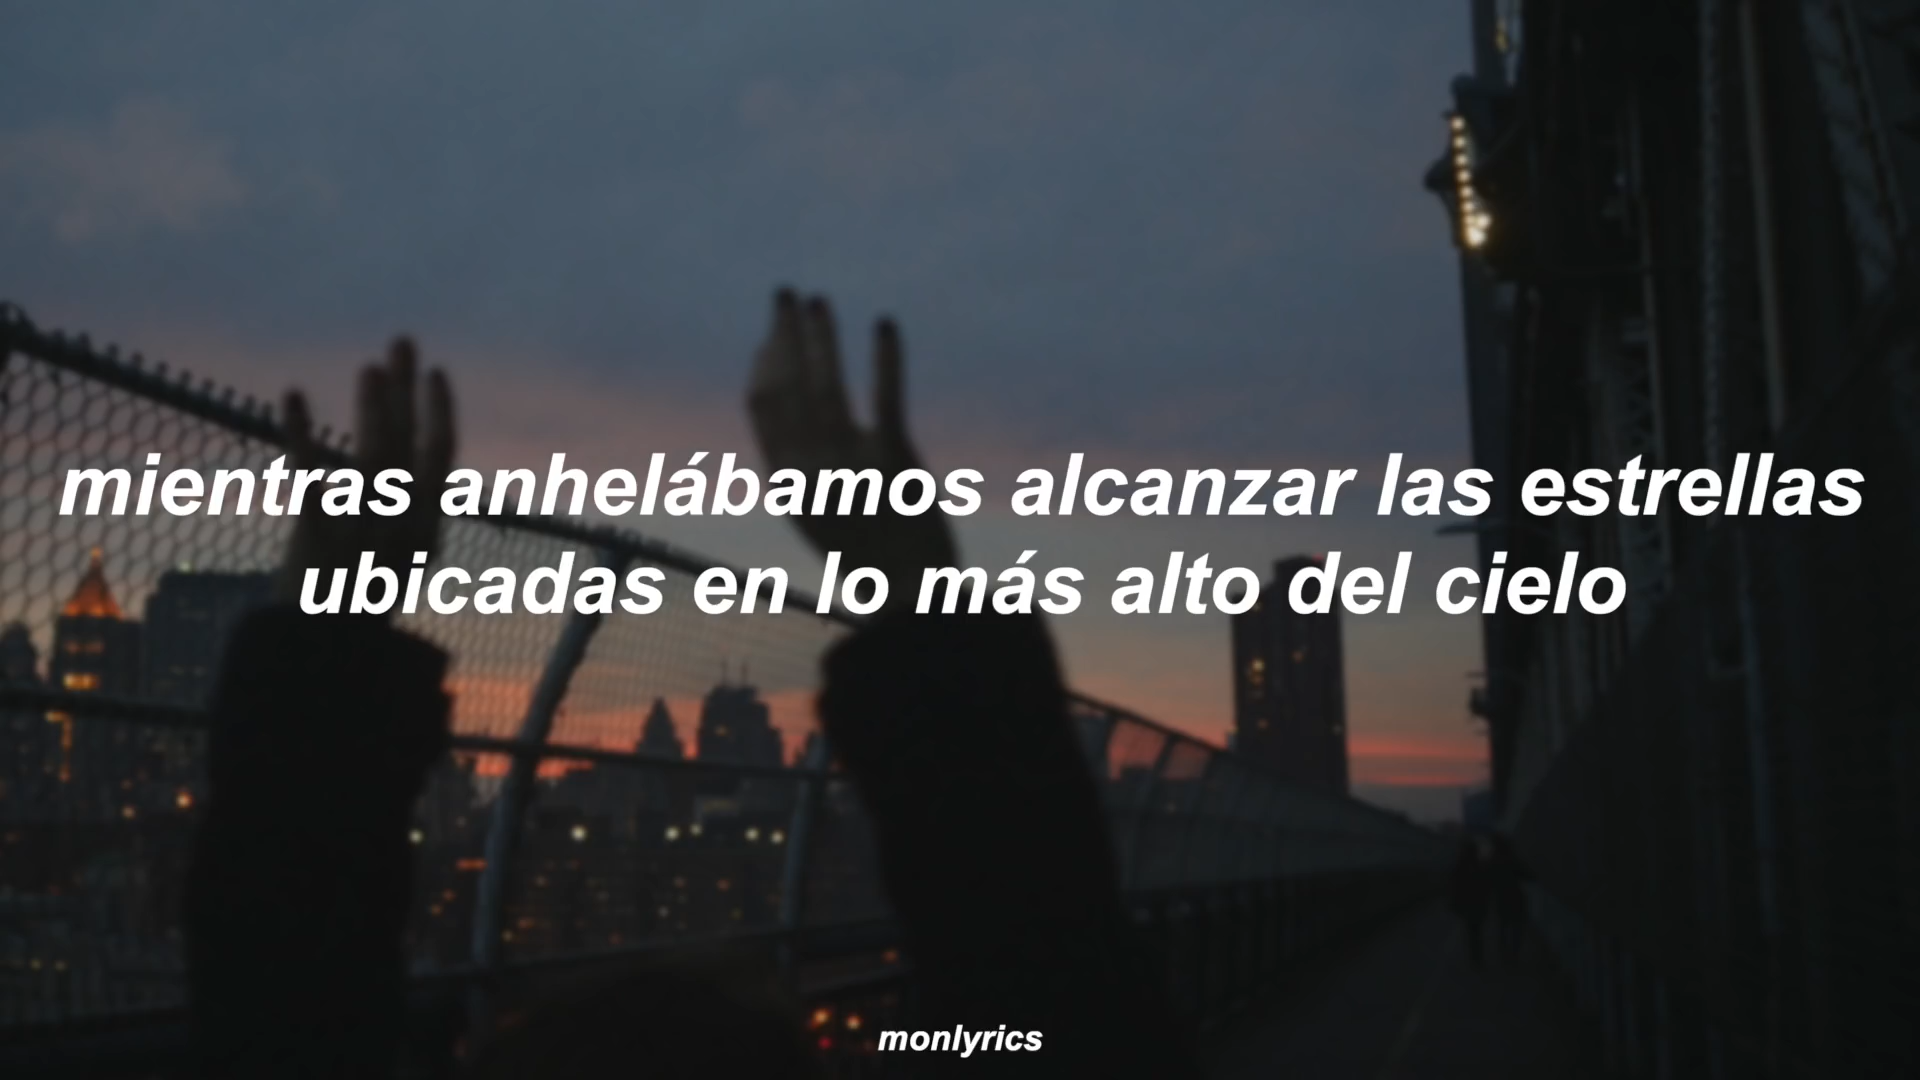 mientras anhelábamos alcanzar las estrellas
ubicadas en lo más alto del cielo
monlyrics